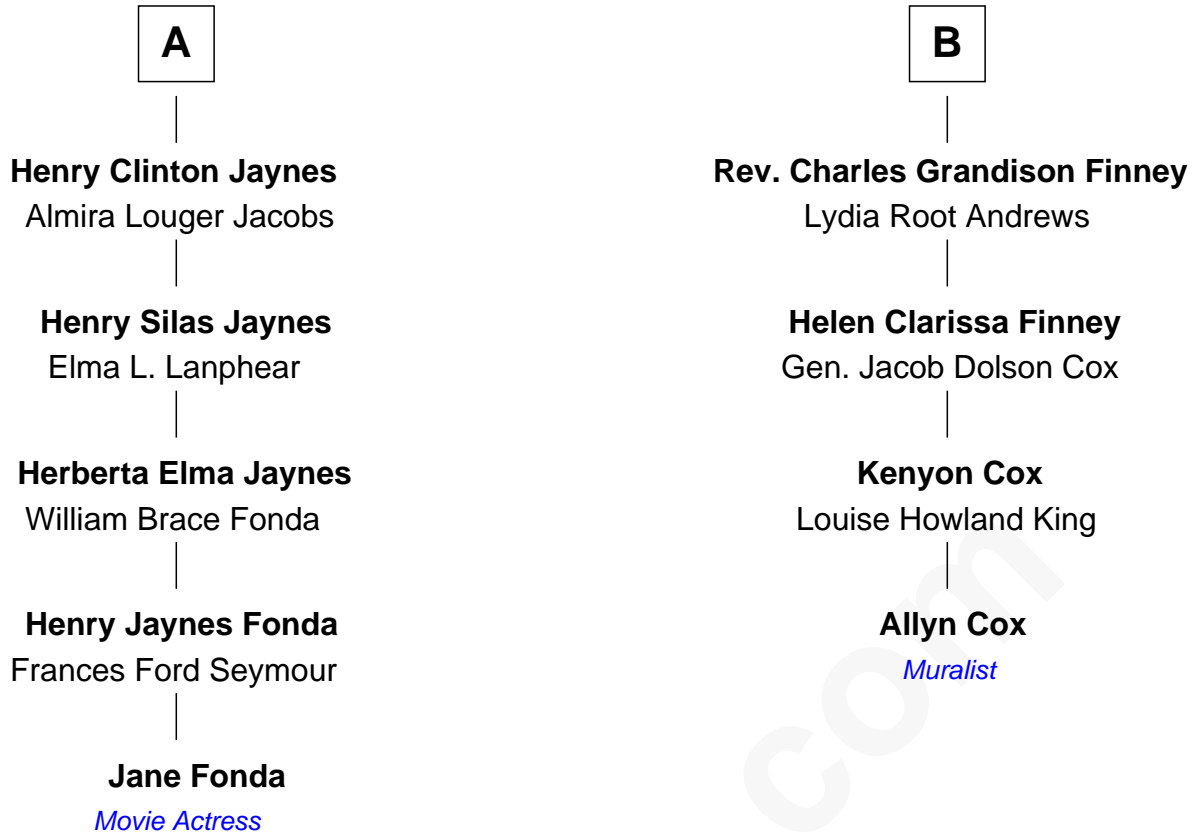 A
Henry Clinton Jaynes
Almira Louger Jacobs
Henry Silas Jaynes
Elma L. Lanphear
Herberta Elma Jaynes
William Brace Fonda
Henry Jaynes Fonda
Frances Ford Seymour
Jane Fonda
Movie Actress
B
Rev. Charles Grandison Finney
Lydia Root Andrews
Helen Clarissa Finney
Gen. Jacob Dolson Cox
Kenyon Cox
Louise Howland King
Allyn Cox
Muralist
com